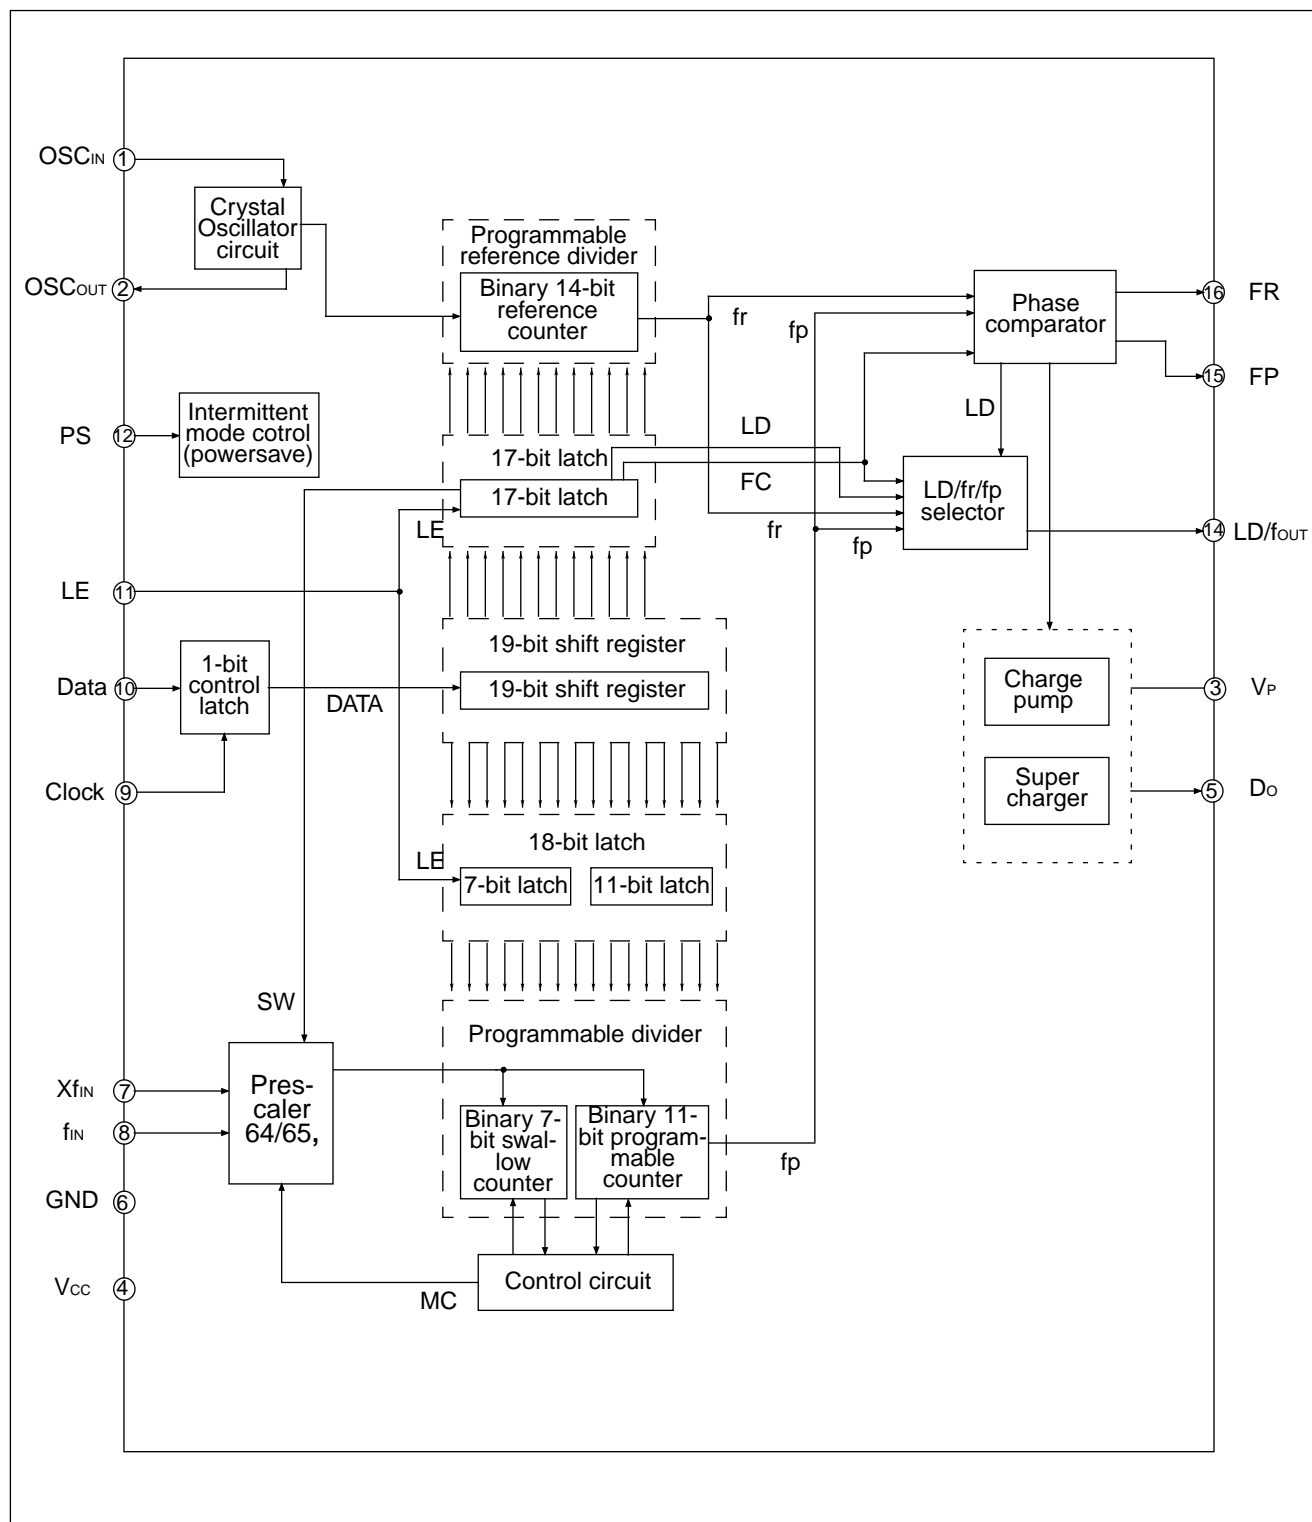 OSCIN
1
Crystal
Oscillator
circuit
OSCOUT
2
Programmable
reference divider
Binary 14-bit
reference
counter
fr
fp
Phase
comparator
16
FR
15
FP
PS
12
Intermittent
mode cotrol
(powersave)
LD
LD
17-bit latch
17-bit latch
FC
LE
LD/fr/fp
selector
fr
fp
14
LD/fOUT
LE
11
19-bit shift register
19-bit shift register
Data
10
1-bit
control
latch
DATA
Charge
pump
3
VP
Clock
9
Super
charger
5
DO
18-bit latch
LE
7-bit latch
11-bit latch
SW
Programmable divider
XfIN
7
fIN
8
Pres-
caler
64/65,
Binary 7-
bit swal-
low
counter
Binary 11-
bit program-
mable
counter
fp
GND
6
VCC
4
MC
Control circuit